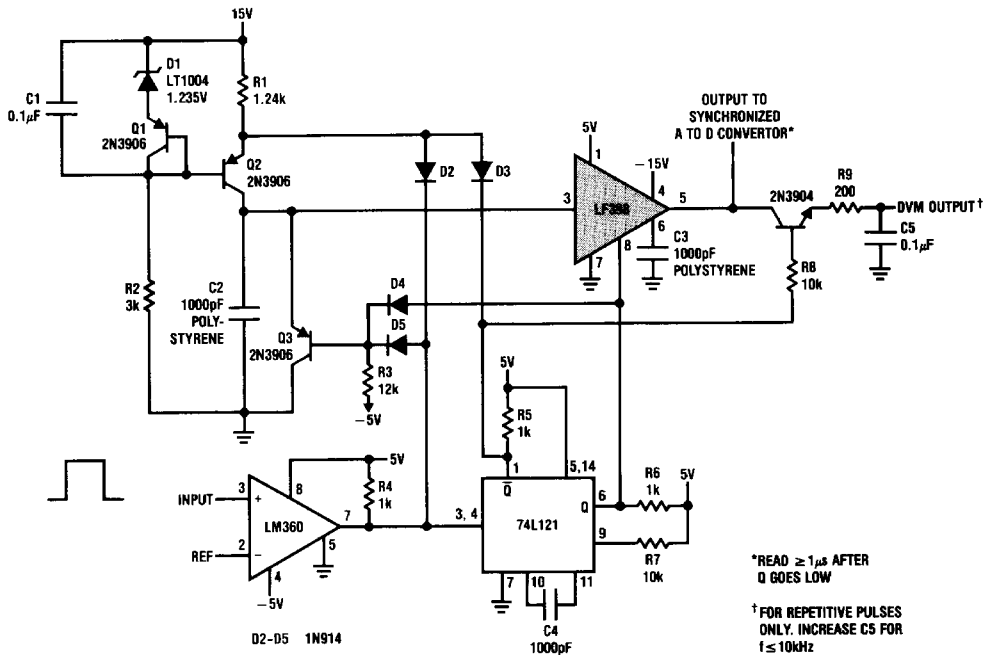 15V
D1
LT1004
1.235V
R1
1.24k
C1
0.1μF
Q1
2N3906
Q2
2N3906
D2
D3
OUTPUT TO
SYNCHRONIZED
A TO D CONVERTOR*
5V
1
-15V
4
3
LF398
5
6
8
7
C3
1000pF
POLYSTYRENE
2N3904
R9
200
DVM OUTPUT†
C5
0.1μF
R8
10k
R2
3k
C2
1000pF
POLY-
STYRENE
Q3
2N3906
D4
D5
R3
12k
-5V
5V
R5
1k
1
5,14
Q̅
INPUT
3
+
8
5V
R4
1k
LM360
7
REF
2
−
5
4
-5V
3, 4
74L121
Q
6
R6
1k
5V
9
R7
10k
7
10
11
C4
1000pF
D2-D5 1N914
*READ ≥ 1μs AFTER
Q GOES LOW
†FOR REPETITIVE PULSES
ONLY. INCREASE C5 FOR
f ≤ 10kHz